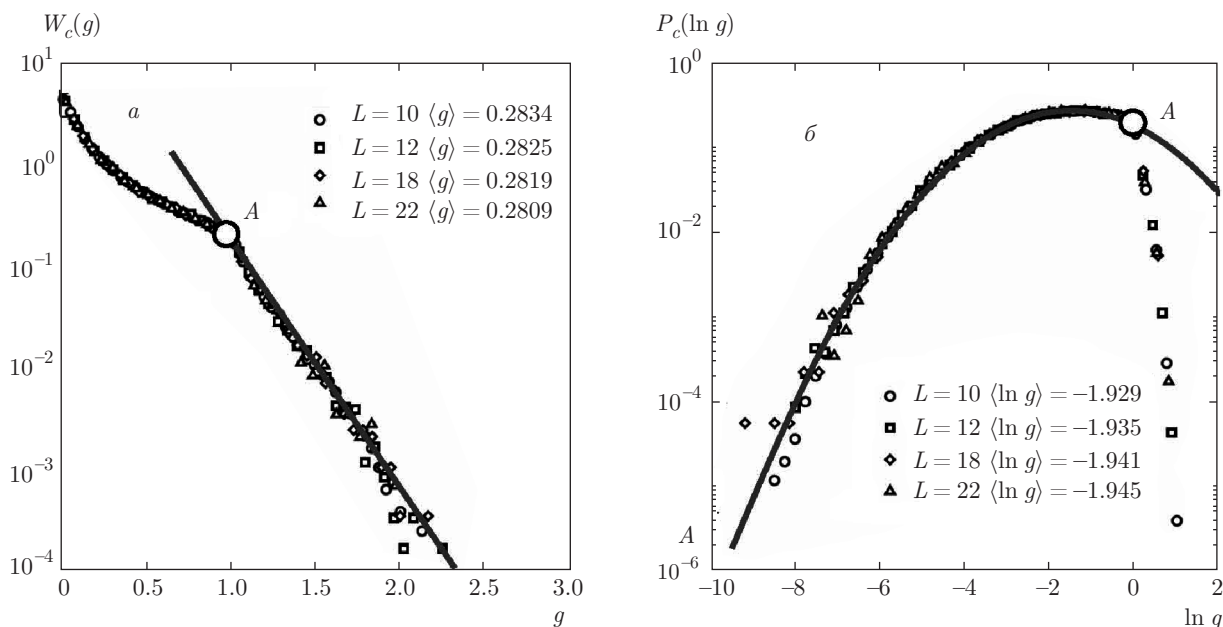 W_c(g)
10^1
10^0
10^{-1}
10^{-2}
10^{-3}
10^{-4}
0 0.5 1.0 1.5 2.0 2.5 3.0
g
а
A
L = 10 ⟨g⟩ = 0.2834
L = 12 ⟨g⟩ = 0.2825
L = 18 ⟨g⟩ = 0.2819
L = 22 ⟨g⟩ = 0.2809
P_c(ln g)
10^0
10^{-2}
10^{-4}
A
10^{-6}
−10 −8 −6 −4 −2 0 2
ln g
б
A
L = 10 ⟨ln g⟩ = −1.929
L = 12 ⟨ln g⟩ = −1.935
L = 18 ⟨ln g⟩ = −1.941
L = 22 ⟨ln g⟩ = −1.945